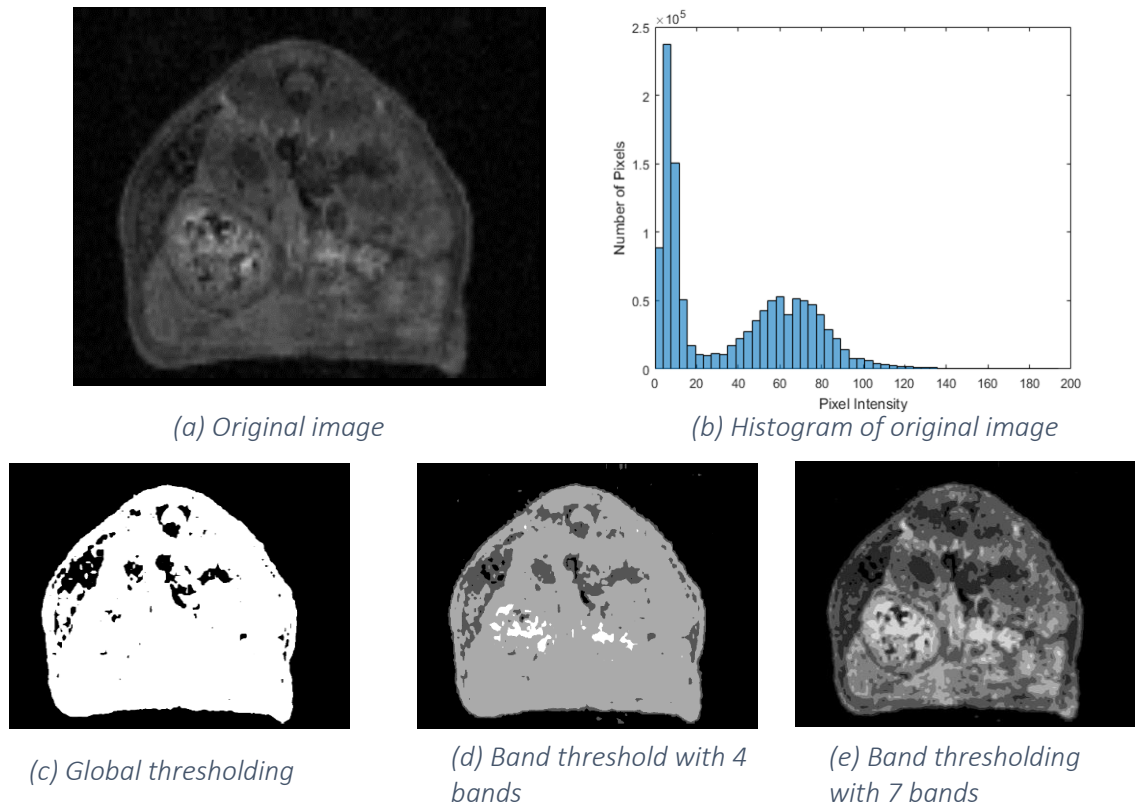 ×10⁵
2.5
2
1.5
1
0.5
0
Number of Pixels
0 20 40 60 80 100 120 140 160 180 200
Pixel Intensity
(a) Original image
(b) Histogram of original image
(c) Global thresholding
(d) Band threshold with 4
bands
(e) Band thresholding
with 7 bands